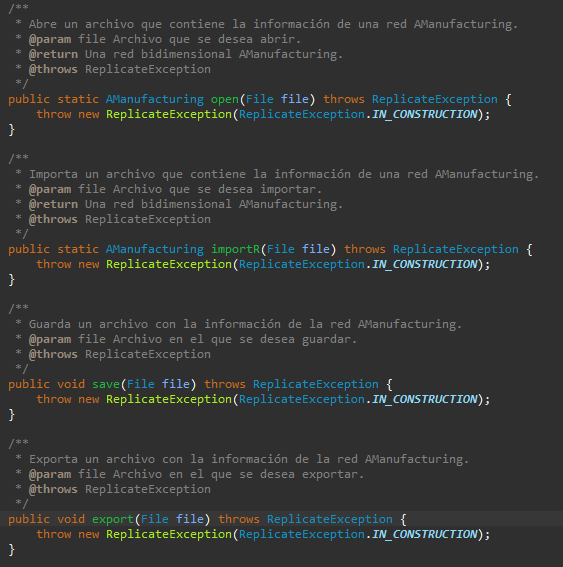 /**
 * Abre un archivo que contiene la información de una red AManufacturing.
 * @param file Archivo que se desea abrir.
 * @return Una red bidimensional AManufacturing.
 * @throws ReplicateException
 */
public static AManufacturing open(File file) throws ReplicateException {
    throw new ReplicateException(ReplicateException.IN_CONSTRUCTION);
}
/**
 * Importa un archivo que contiene la información de una red AManufacturing.
 * @param file Archivo que se desea importar.
 * @return Una red bidimensional AManufacturing.
 * @throws ReplicateException
 */
public static AManufacturing importR(File file) throws ReplicateException {
    throw new ReplicateException(ReplicateException.IN_CONSTRUCTION);
}
/**
 * Guarda un archivo con la información de la red AManufacturing.
 * @param file Archivo en el que se desea guardar.
 * @throws ReplicateException
 */
public void save(File file) throws ReplicateException {
    throw new ReplicateException(ReplicateException.IN_CONSTRUCTION);
}
/**
 * Exporta un archivo con la información de la red AManufacturing.
 * @param file Archivo en el que se desea exportar.
 * @throws ReplicateException
 */
public void export(File file) throws ReplicateException {
    throw new ReplicateException(ReplicateException.IN_CONSTRUCTION);
}